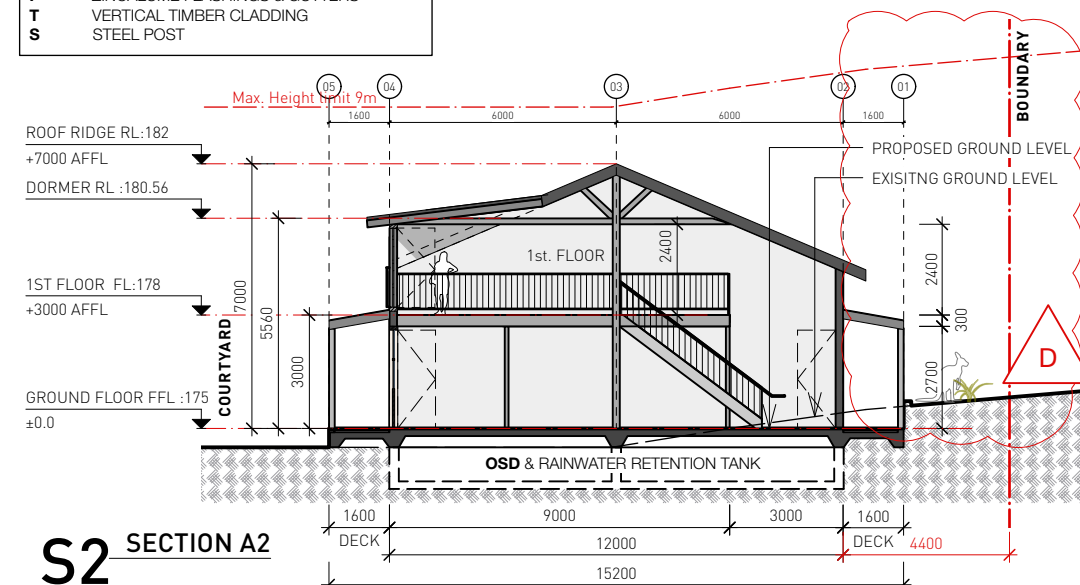 T VERTICAL TIMBER CLADDING
S STEEL POST
05 04 03 02 01
Max. Height limit 9m
1600 6000 6000 1600
BOUNDARY
ROOF RIDGE RL:182
+7000 AFFL
DORMER RL :180.56
1ST FLOOR FL:178
+3000 AFFL
GROUND FLOOR FFL :175
±0.0
COURTYARD
7000
5560
3000
1st. FLOOR
2400
PROPOSED GROUND LEVEL
EXISITNG GROUND LEVEL
2400
300
2700
D
OSD & RAINWATER RETENTION TANK
1600 9000 3000 1600
DECK 12000 DECK 4400
15200
S2 SECTION A2